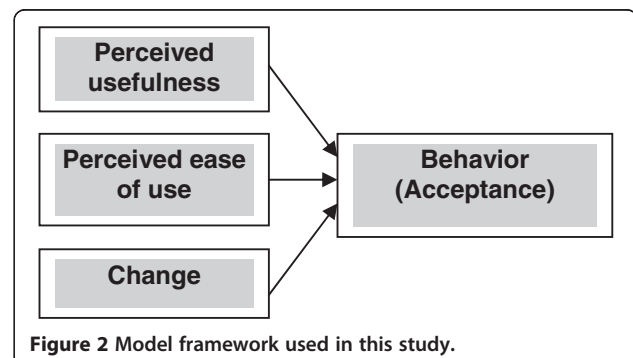 Perceived
usefulness
Perceived ease
of use
Behavior
(Acceptance)
Change
Figure 2 Model framework used in this study.